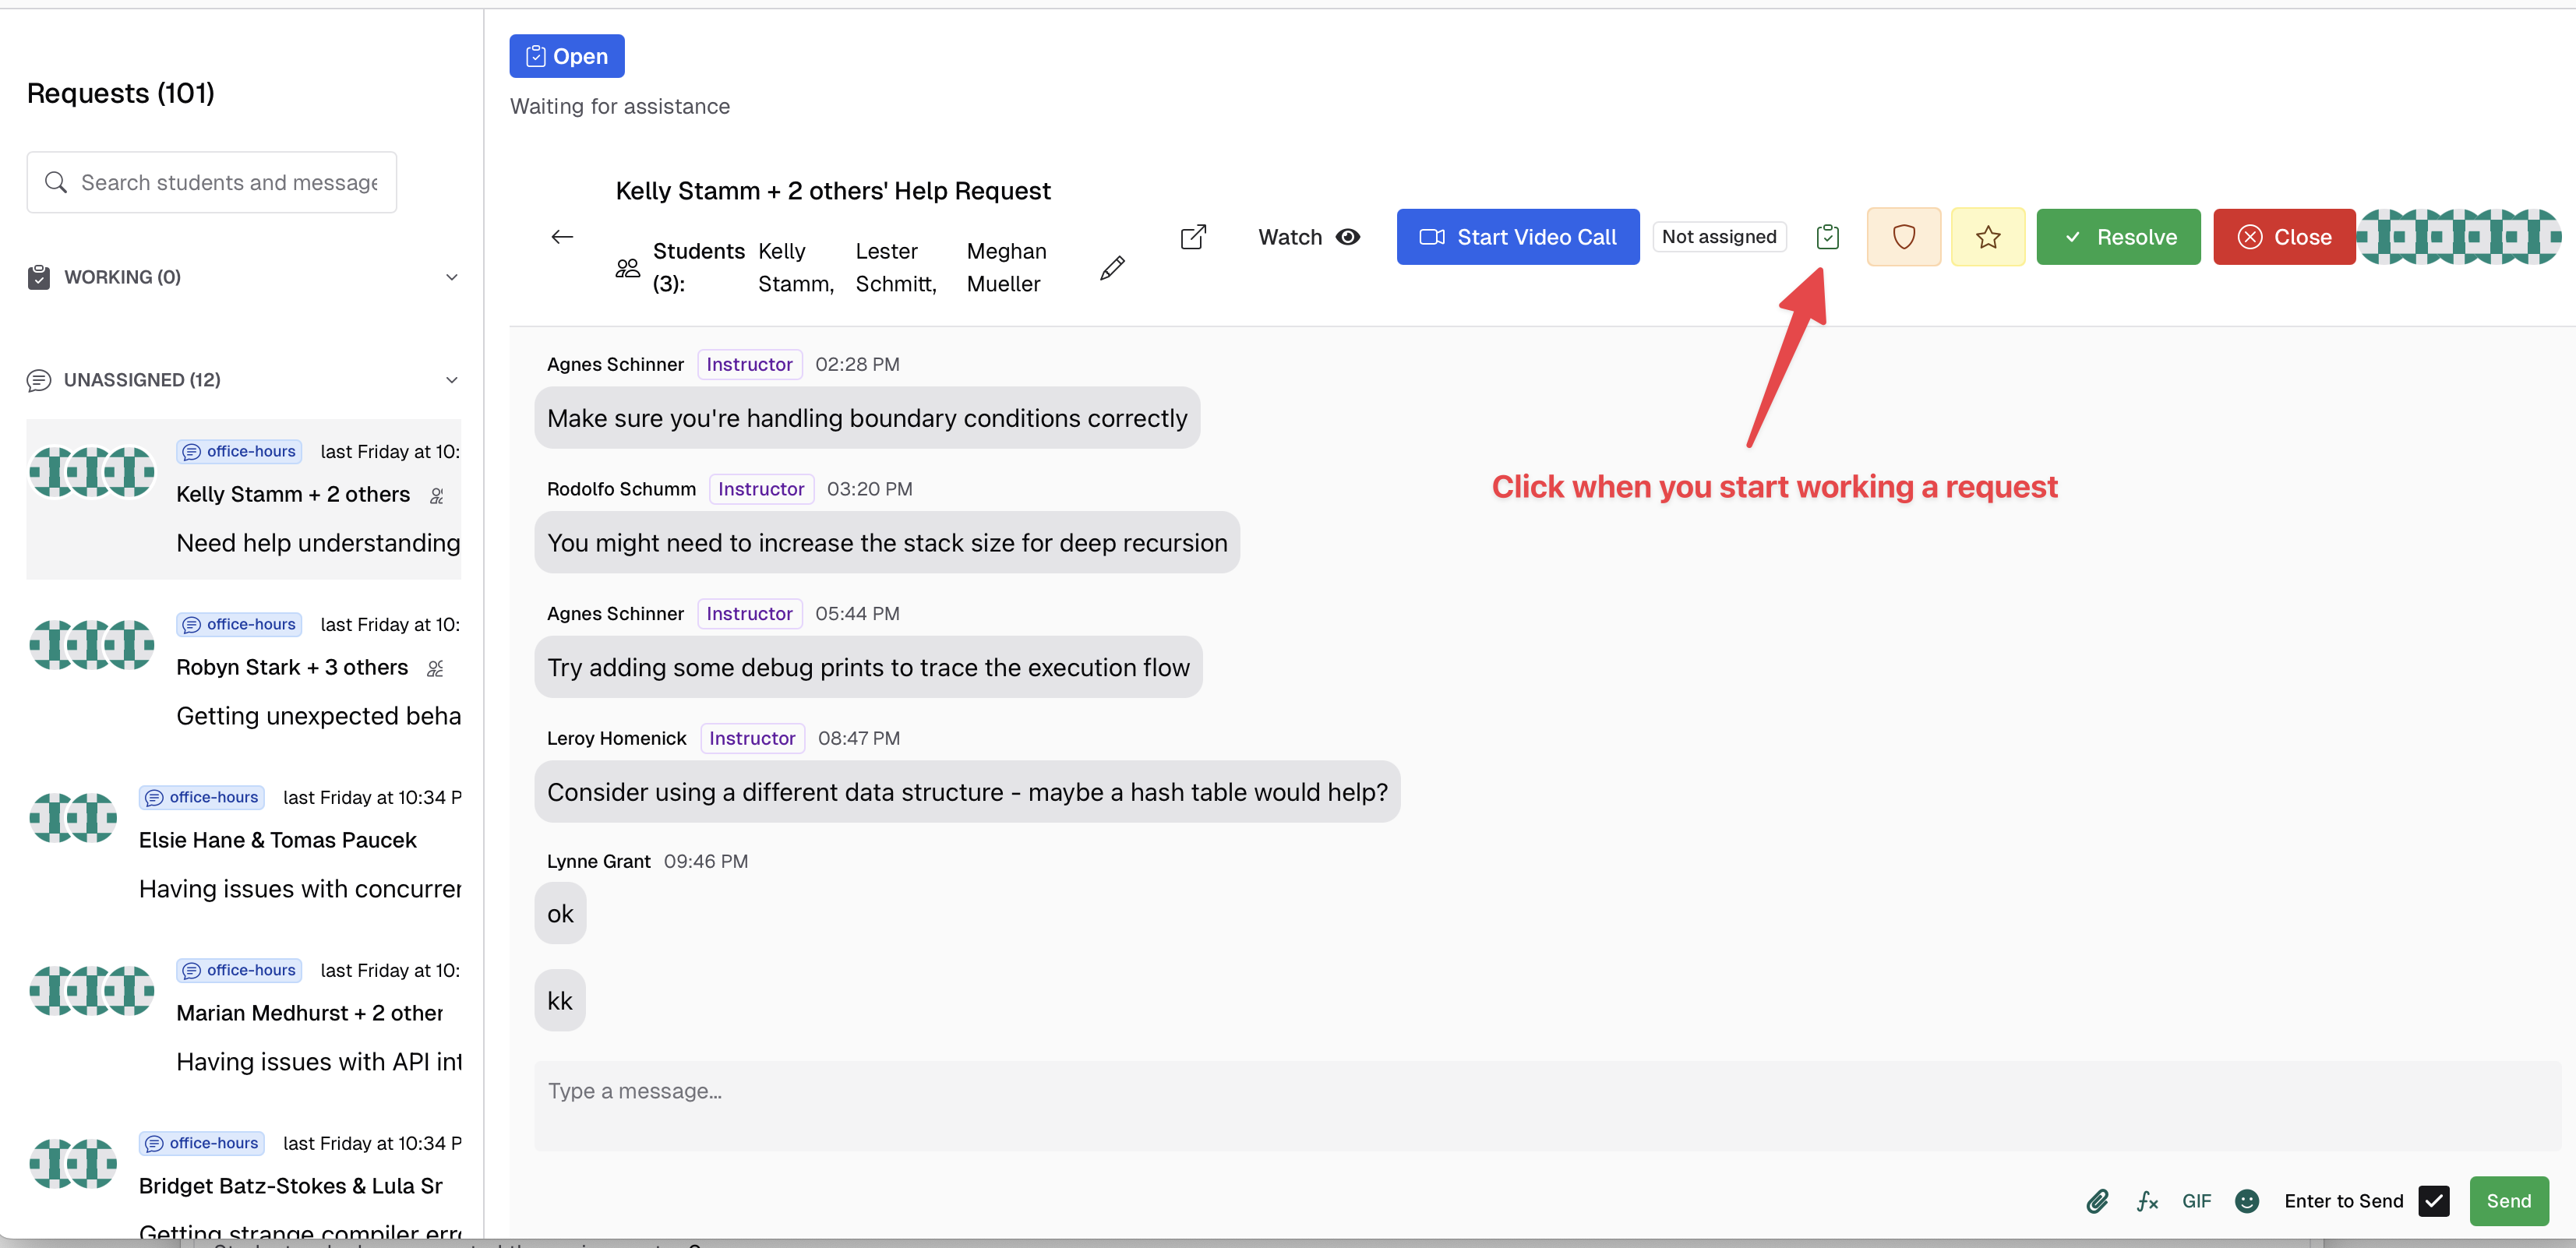 Requests (101)
Search students and message
WORKING (0)
UNASSIGNED (12)
office-hours last Friday at 10:
Kelly Stamm + 2 others
Need help understanding
office-hours last Friday at 10:
Robyn Stark + 3 others
Getting unexpected beha
office-hours last Friday at 10:34 P
Elsie Hane & Tomas Paucek
Having issues with concurrer
office-hours last Friday at 10:
Marian Medhurst + 2 other
Having issues with API int
office-hours last Friday at 10:34 P
Bridget Batz-Stokes & Lula Sr
Getting strange compiler erro
Open
Waiting for assistance
Kelly Stamm + 2 others' Help Request
Students (3):
Kelly Stamm,
Lester Schmitt,
Meghan Mueller
Watch
Start Video Call
Not assigned
Resolve
Close
Click when you start working a request
Agnes Schinner Instructor 02:28 PM
Make sure you're handling boundary conditions correctly
Rodolfo Schumm Instructor 03:20 PM
You might need to increase the stack size for deep recursion
Agnes Schinner Instructor 05:44 PM
Try adding some debug prints to trace the execution flow
Leroy Homenick Instructor 08:47 PM
Consider using a different data structure - maybe a hash table would help?
Lynne Grant 09:46 PM
ok
kk
Type a message...
fx GIF Enter to Send Send